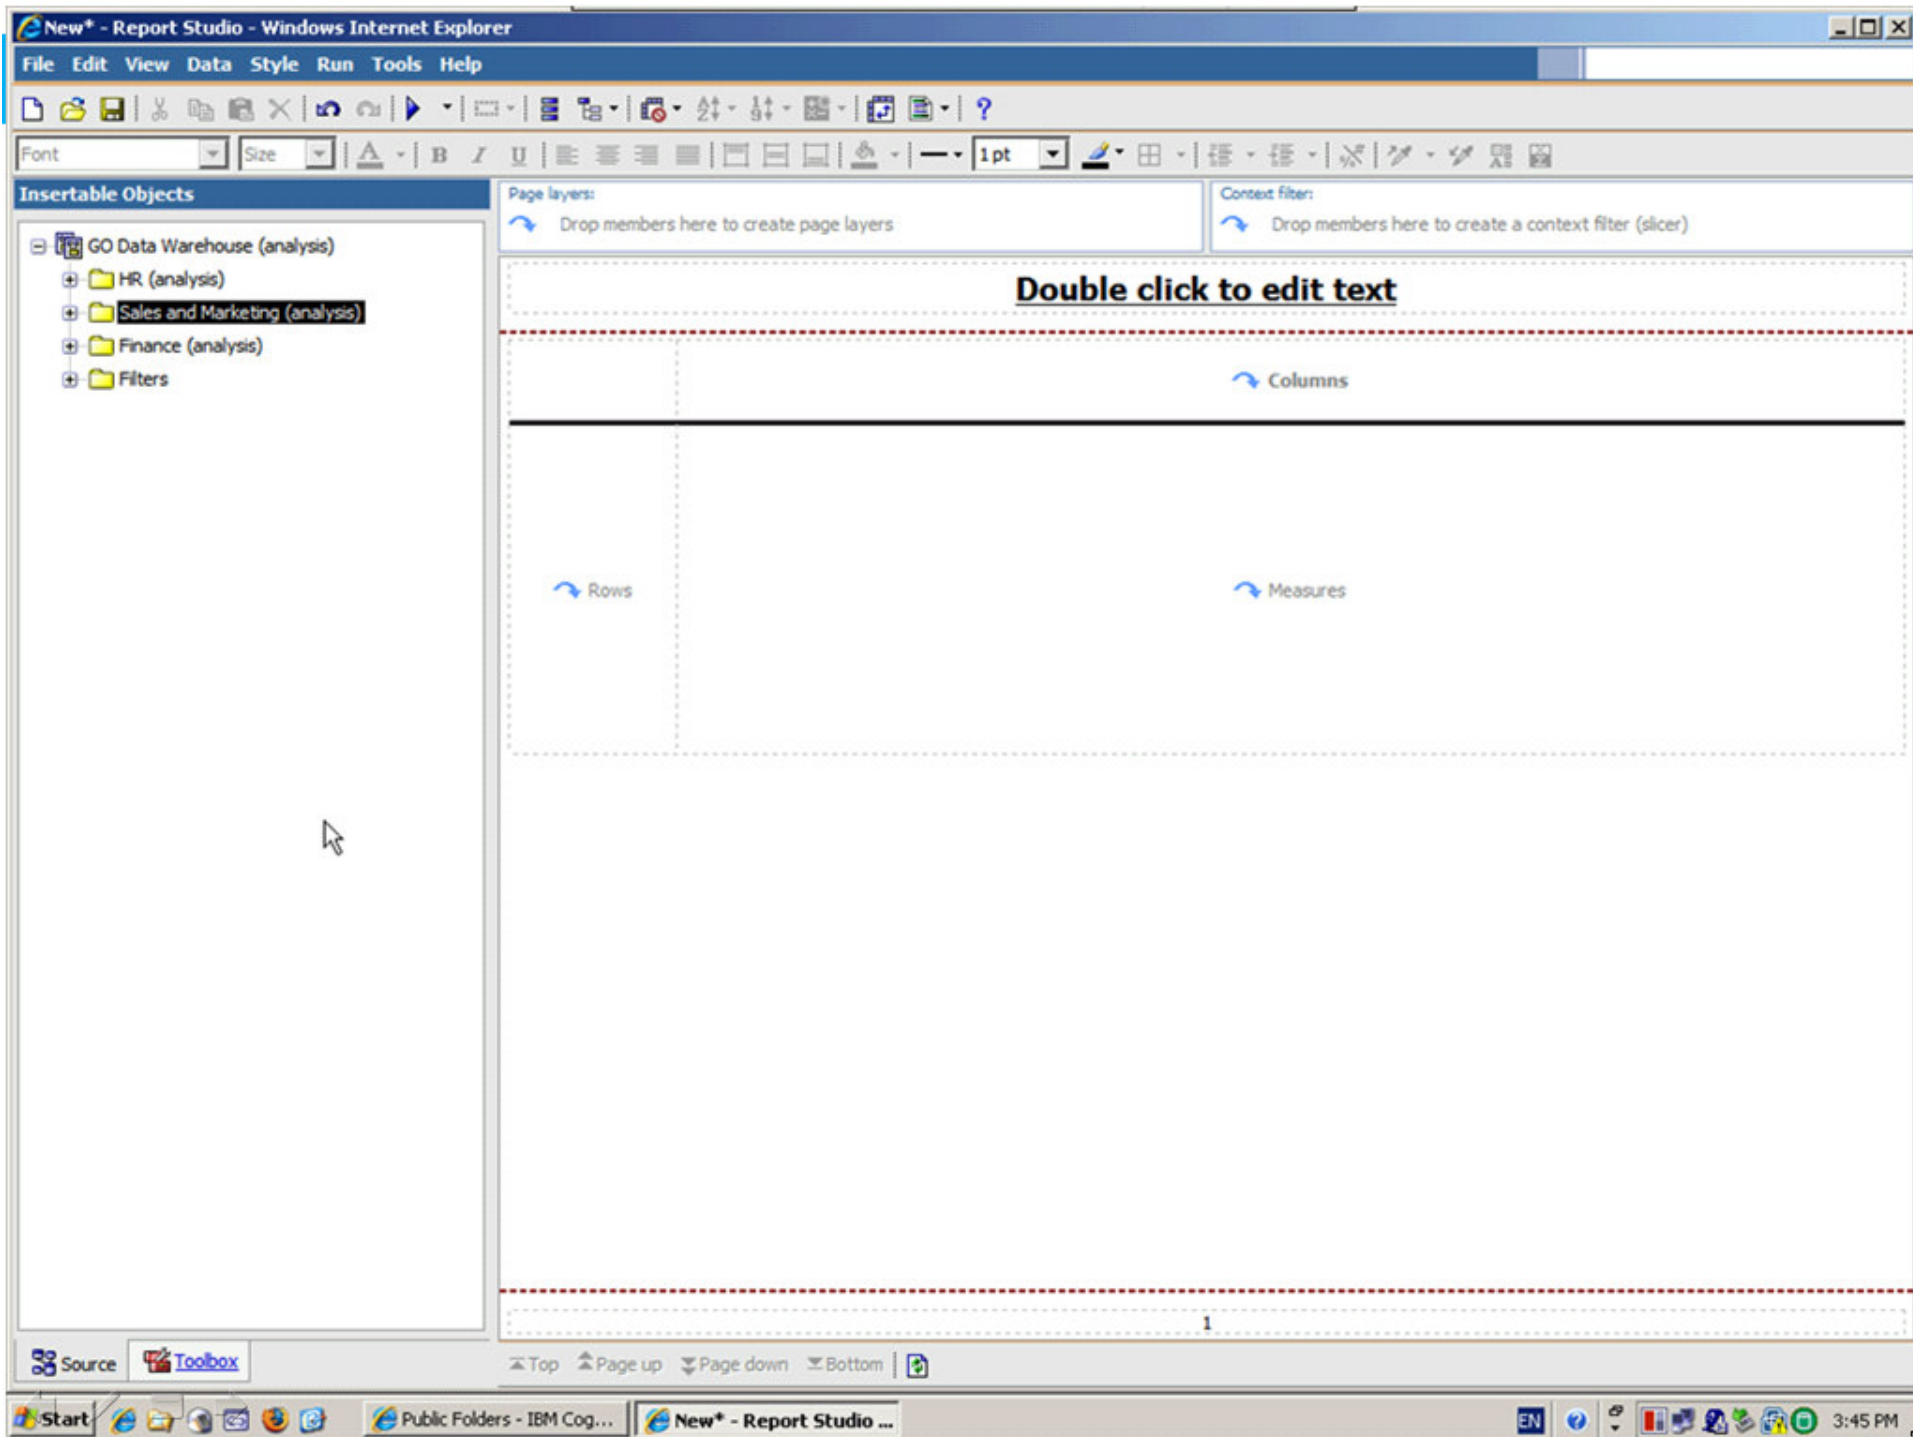 New* - Report Studio - Windows Internet Explorer
File Edit View Data Style Run Tools Help
Font Size A B I U 1 pt
Insertable Objects
Page layers:
Drop members here to create page layers
Context filter:
Drop members here to create a context filter (slicer)
GO Data Warehouse (analysis)
HR (analysis)
Sales and Marketing (analysis)
Finance (analysis)
Filters
Double click to edit text
Columns
Rows
Measures
1
Source Toolbox
Top Page up Page down Bottom
Start Public Folders - IBM Cog... New* - Report Studio ... EN 3:45 PM